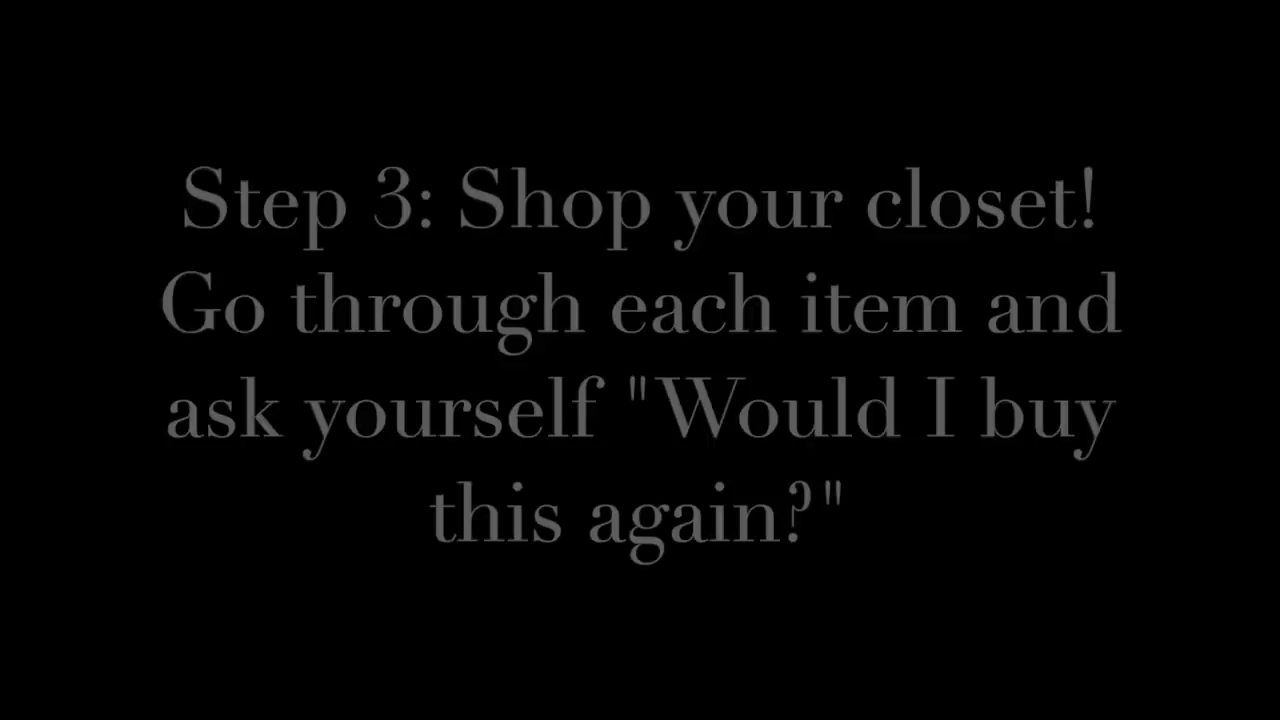 Step 3: Shop your closet!
Go through each item and
ask yourself "Would I buy
this again?"